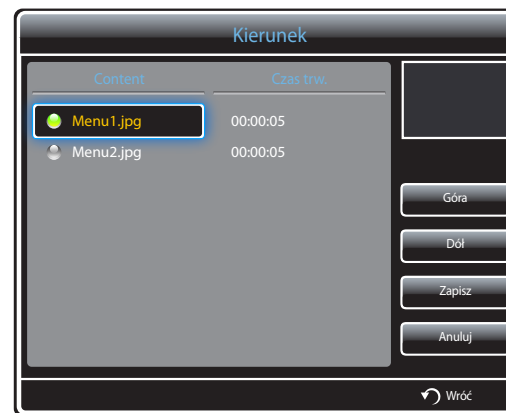 Kierunek
Content Czas trw.
Menu1.jpg 00:00:05
Menu2.jpg 00:00:05
Góra
Dół
Zapisz
Anuluj
Wróć